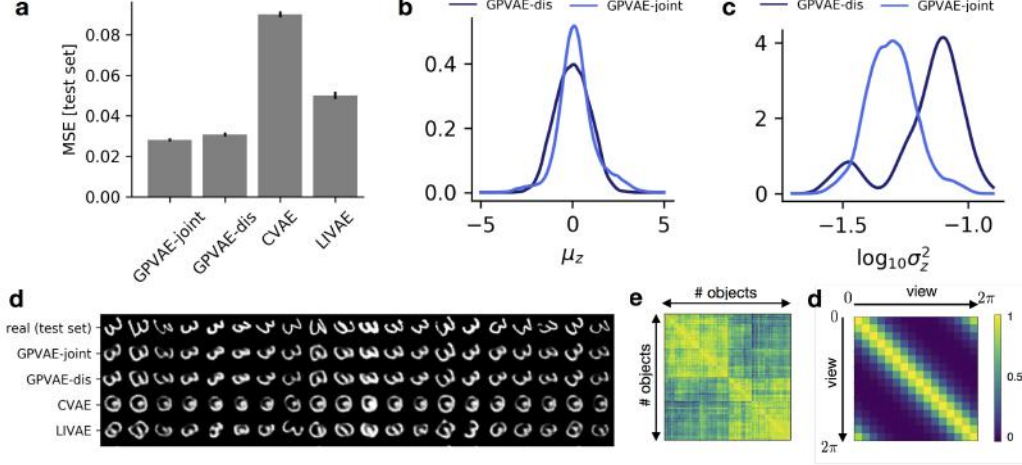 a
MSE [test set]
0.08
0.06
0.04
0.02
0.00
GPVAE-joint
GPVAE-dis
CVAE
LIVAE
b
GPVAE-dis
GPVAE-joint
0.4
0.2
0.0
−5
0
5
μz
c
GPVAE-dis
GPVAE-joint
4
2
0
−1.5
−1.0
log₁₀σ²z
d
real (test set)
GPVAE-joint
GPVAE-dis
CVAE
LIVAE
e
# objects
# objects
d
0
view
2π
0
view
2π
1
0.5
0